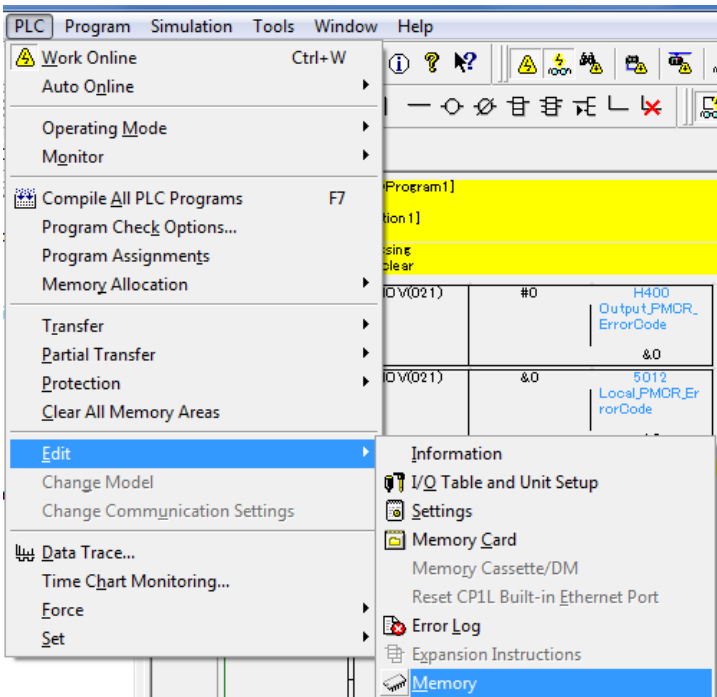 PLC Program Simulation Tools Window Help
Work Online Ctrl+W
Auto Online
Operating Mode
Monitor
Compile All PLC Programs F7
Program Check Options...
Program Assignments
Memory Allocation
Transfer
Partial Transfer
Protection
Clear All Memory Areas
Edit
Change Model
Change Communication Settings
Data Trace...
Time Chart Monitoring...
Force
Set
Information
I/O Table and Unit Setup
Settings
Memory Card
Memory Cassette/DM
Reset CP1L Built-in Ethernet Port
Error Log
Expansion Instructions
Memory
Program1]
tion1]
sing
clear
OV(021) #0 H400
Output_PMCR_
ErrorCode
&0
OV(021) &0 5012
Local_PMCR_Er
rorCode